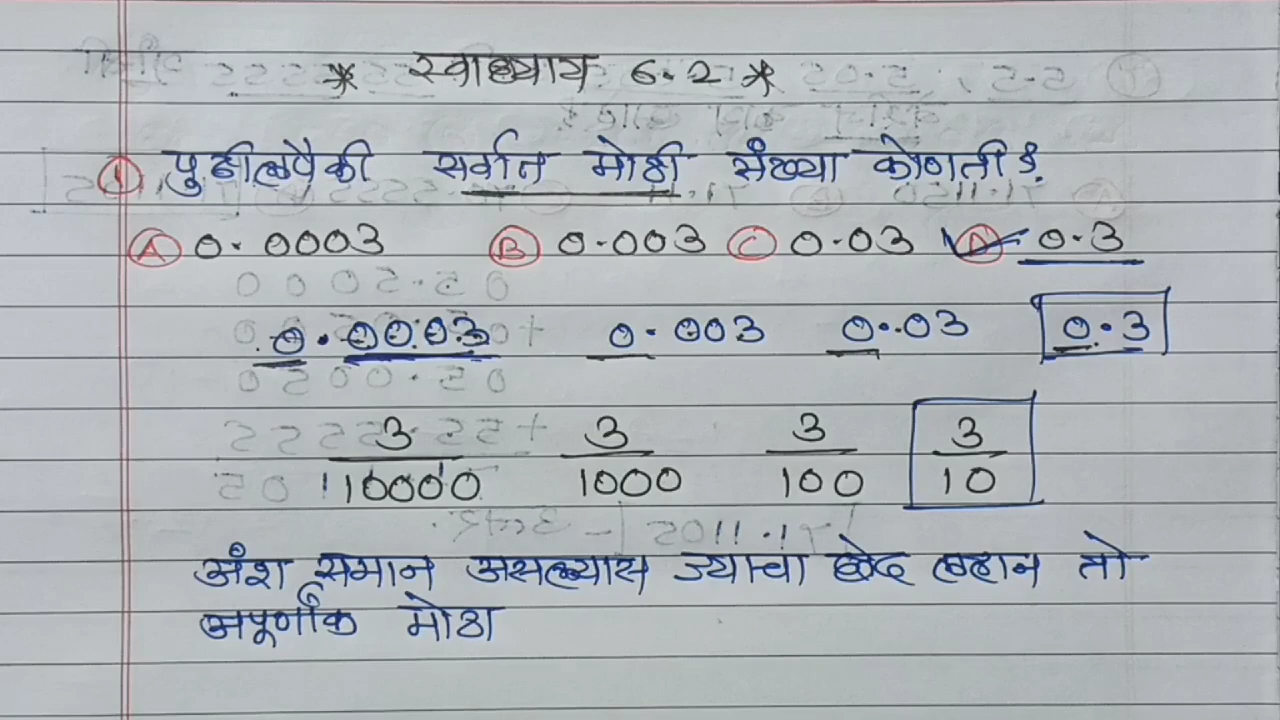 * स्वाध्याय 6.2 *
1 पुढीलपैकी सर्वात मोठी संख्या कोणती ?
A 0.0003 B 0.003 C 0.03 D 0.3
0.0003 0.003 0.03 0.3
3 3 3 3
10000 1000 100 10
अंश समान असल्यास ज्याचा छेद लहान तो
अपूर्णांक मोठा